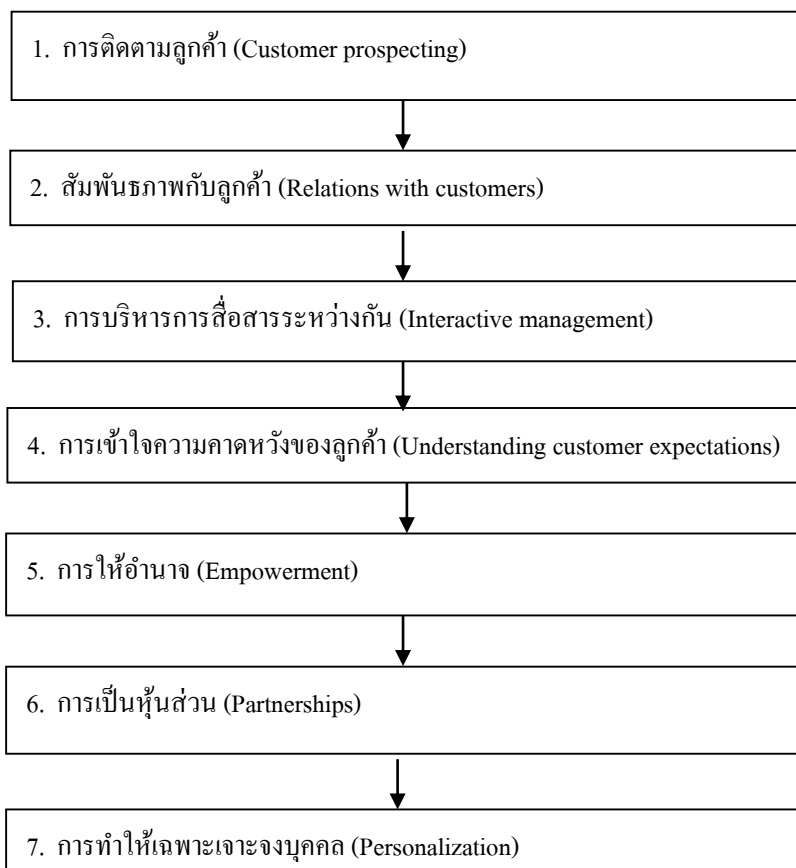 1. การติดตามลูกค้า (Customer prospecting)
2. สัมพันธภาพกับลูกค้า (Relations with customers)
3. การบริหารการสื่อสารระหว่างกัน (Interactive management)
4. การเข้าใจความคาดหวังของลูกค้า (Understanding customer expectations)
5. การให้อำนาจ (Empowerment)
6. การเป็นหุ้นส่วน (Partnerships)
7. การทำให้เฉพาะเจาะจงบุคคล (Personalization)